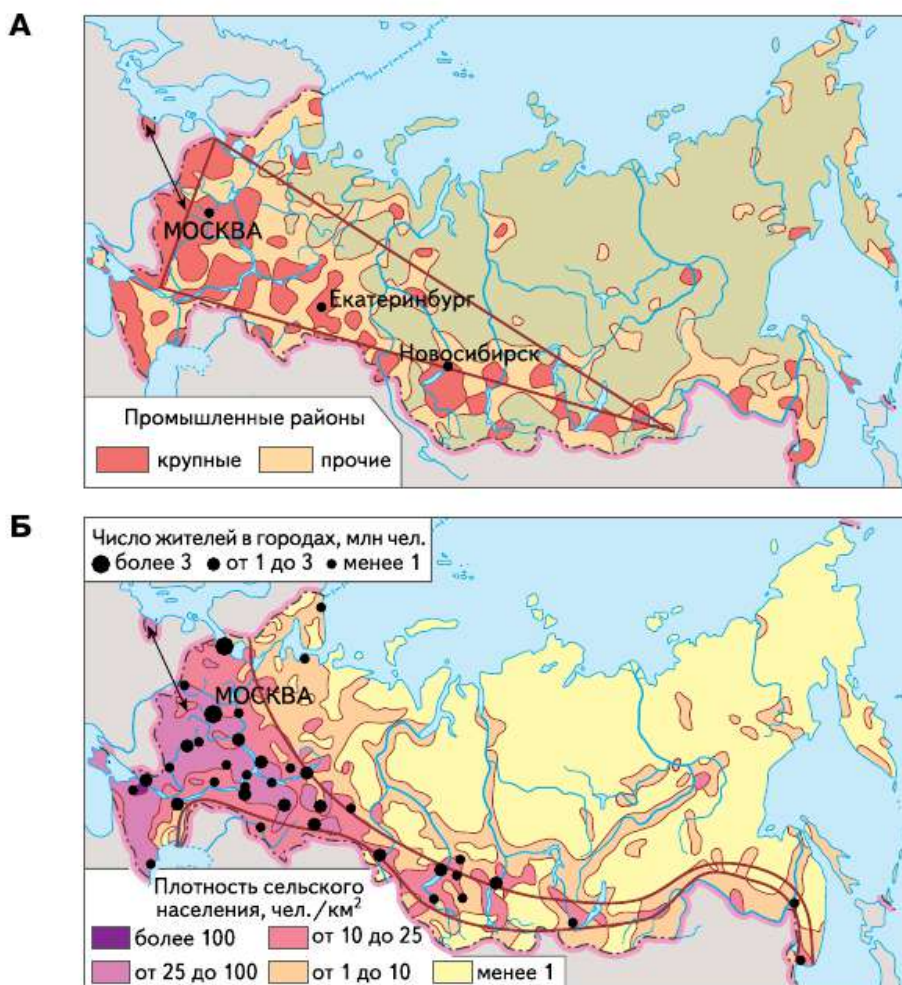 А
МОСКВА
Екатеринбург
Новосибирск
Промышленные районы
крупные
прочие
Б
Число жителей в городах, млн чел.
более 3
от 1 до 3
менее 1
МОСКВА
Плотность сельского
населения, чел./км²
более 100
от 10 до 25
от 25 до 100
от 1 до 10
менее 1